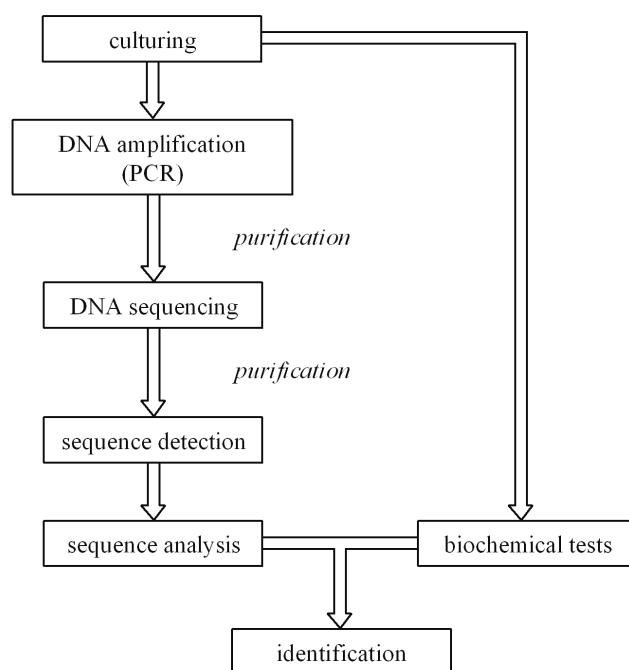 culturing
DNA amplification
(PCR)
purification
DNA sequencing
purification
sequence detection
sequence analysis
biochemical tests
identification